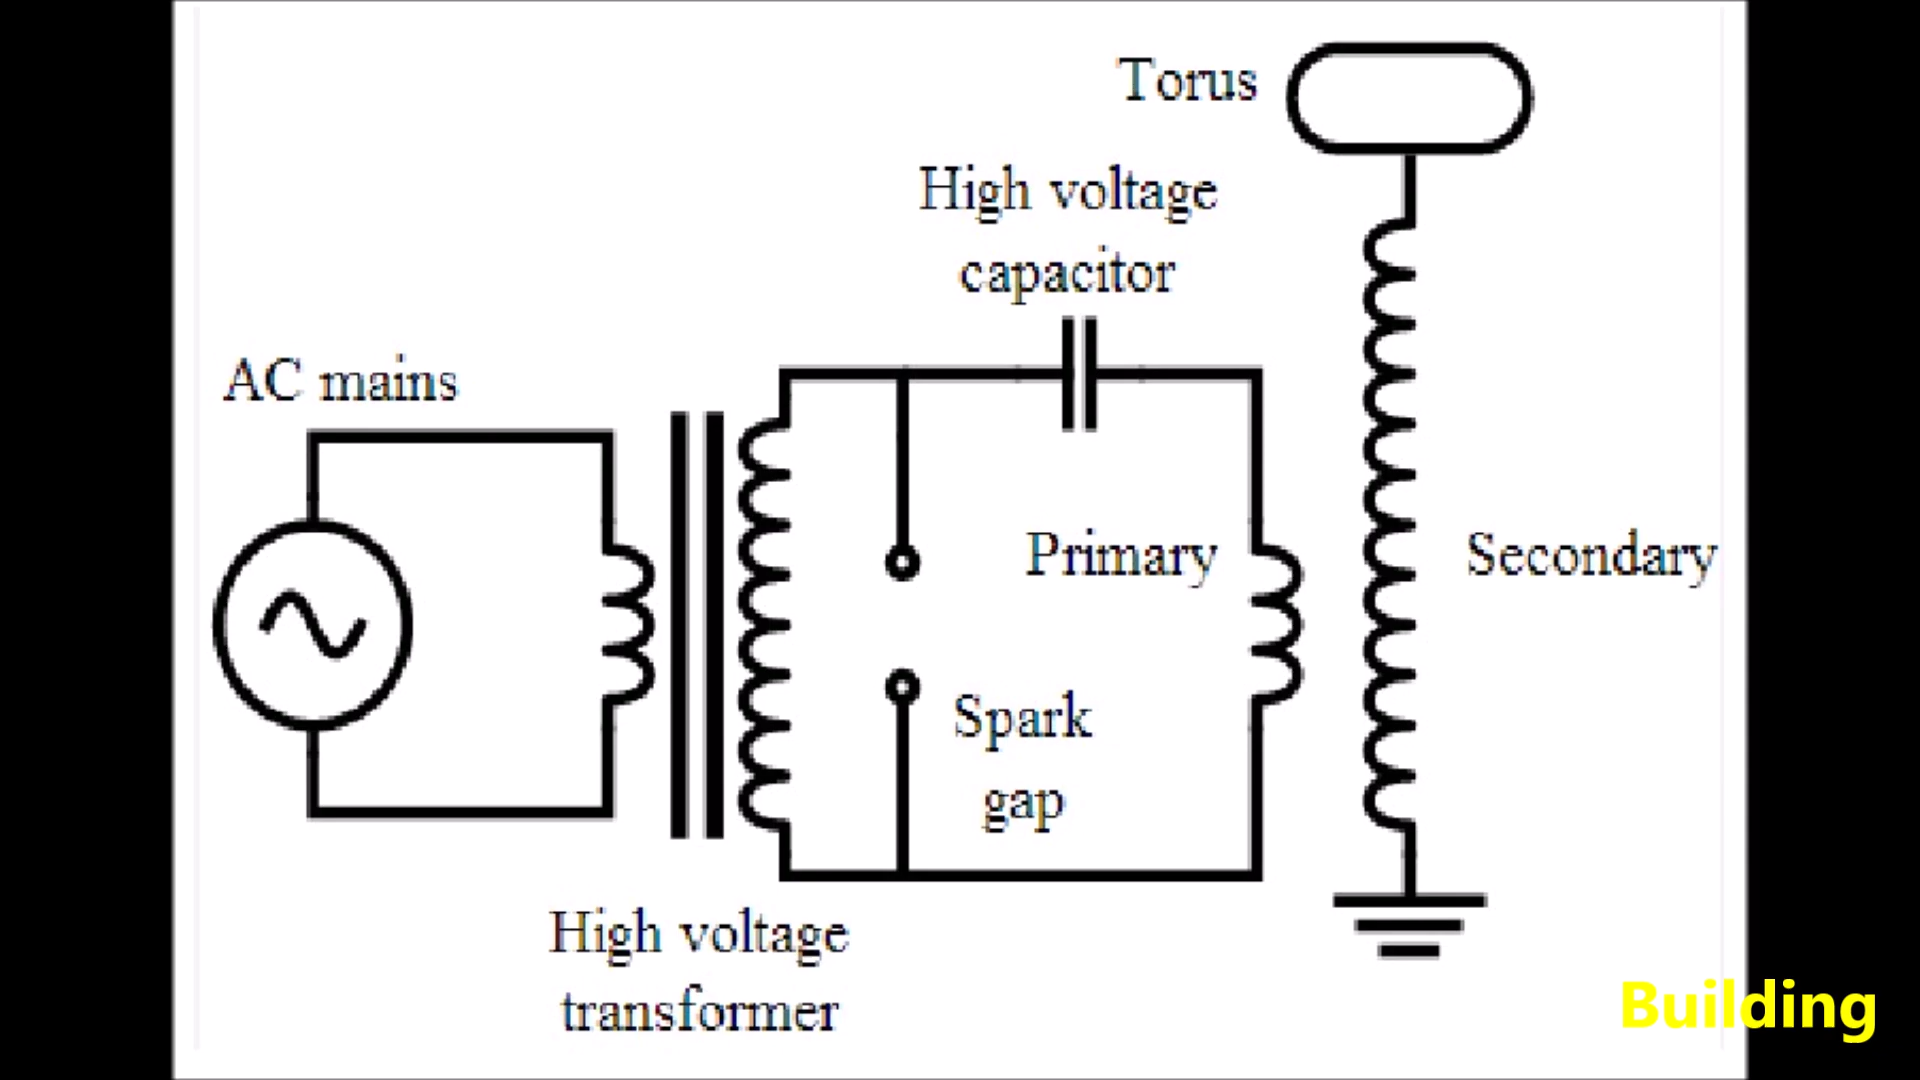 Torus
High voltage
capacitor
AC mains
Primary
Secondary
Spark
gap
High voltage
transformer
Building